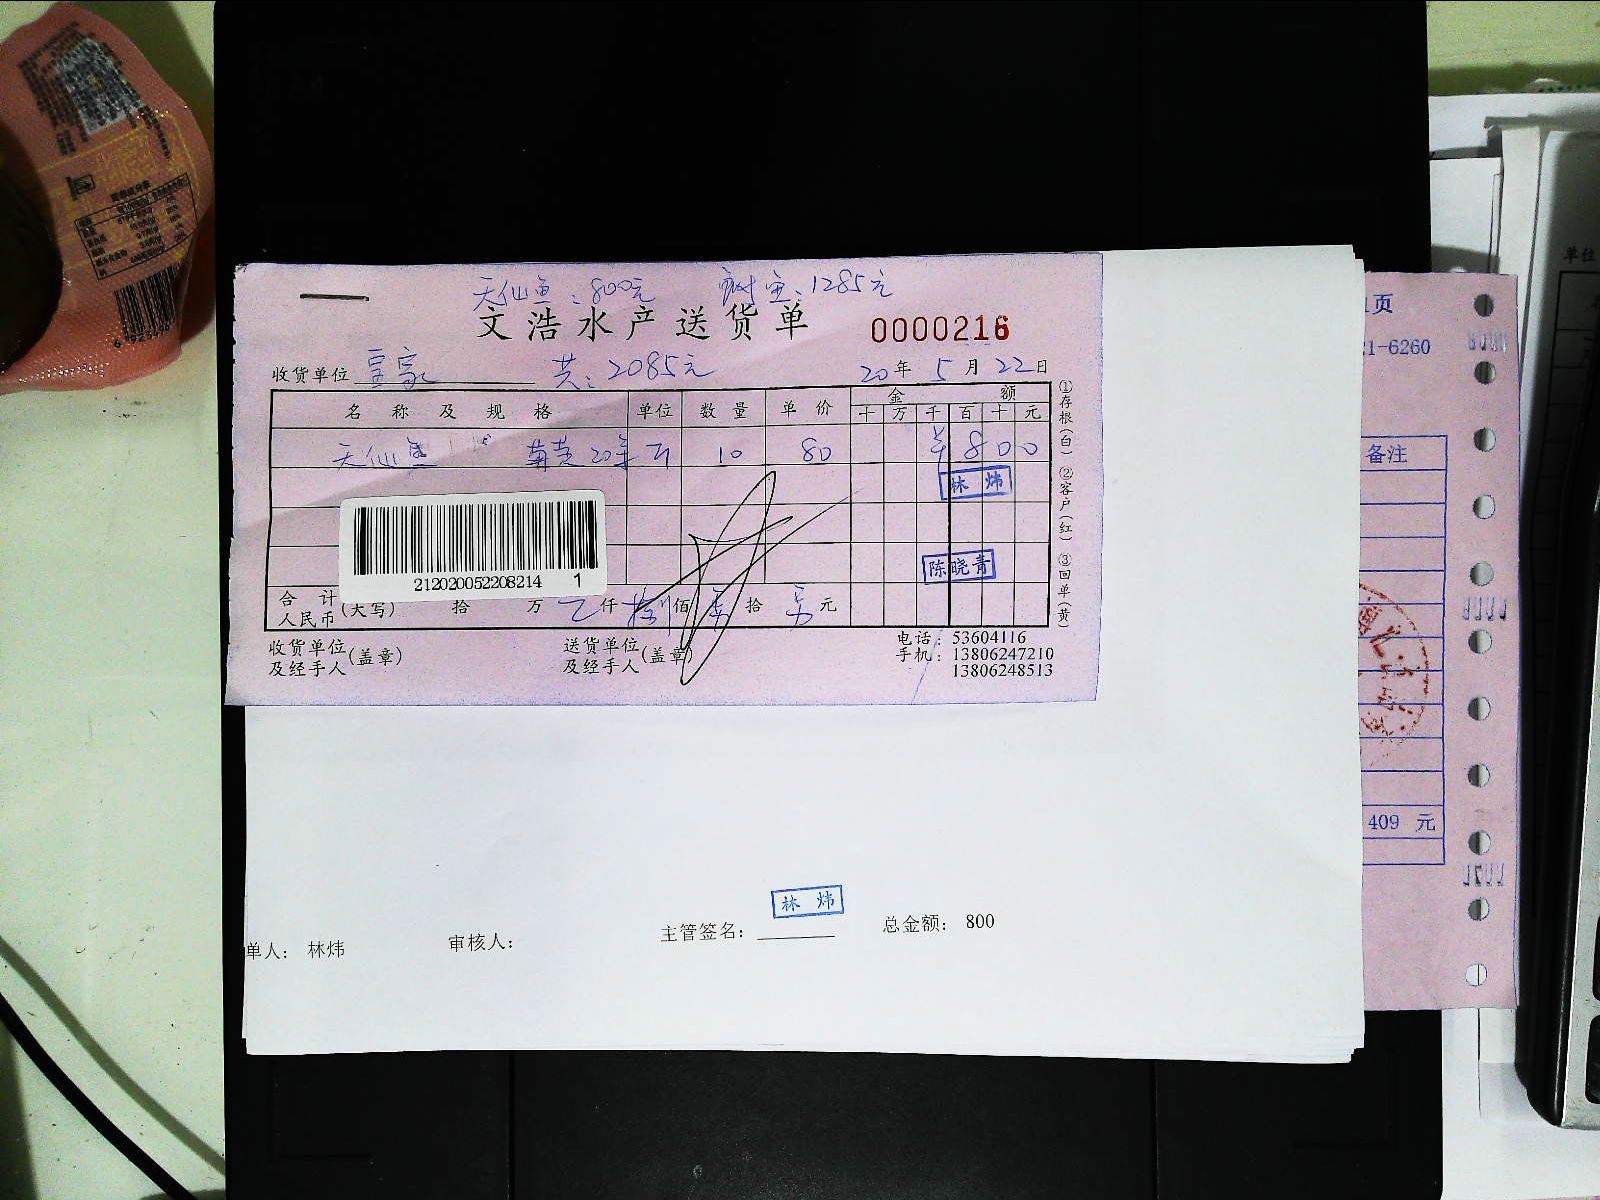 天仙鱼:800元 鱼:1285元
文浩水产送货单 0000216
收货单位 皇家 共:2085元 20年5月22日
名称及规格 单位 数量 单价 金额
十 万 千 百 十 元
天仙鱼 10 80 ¥800
林炜
陈晓青
212020052208214 1
合计人民币(大写) 拾 万 仟 捌佰 拾 元
收货单位及经手人(盖章) 送货单位及经手人(盖章)
电话:53604116
手机:13806247210
13806248513
①存根(白) ②客户(红) ③回单(黄)
林炜
单人: 林炜 审核人: 主管签名: 总金额: 800
1页
1-6260
备注
409 元
单位